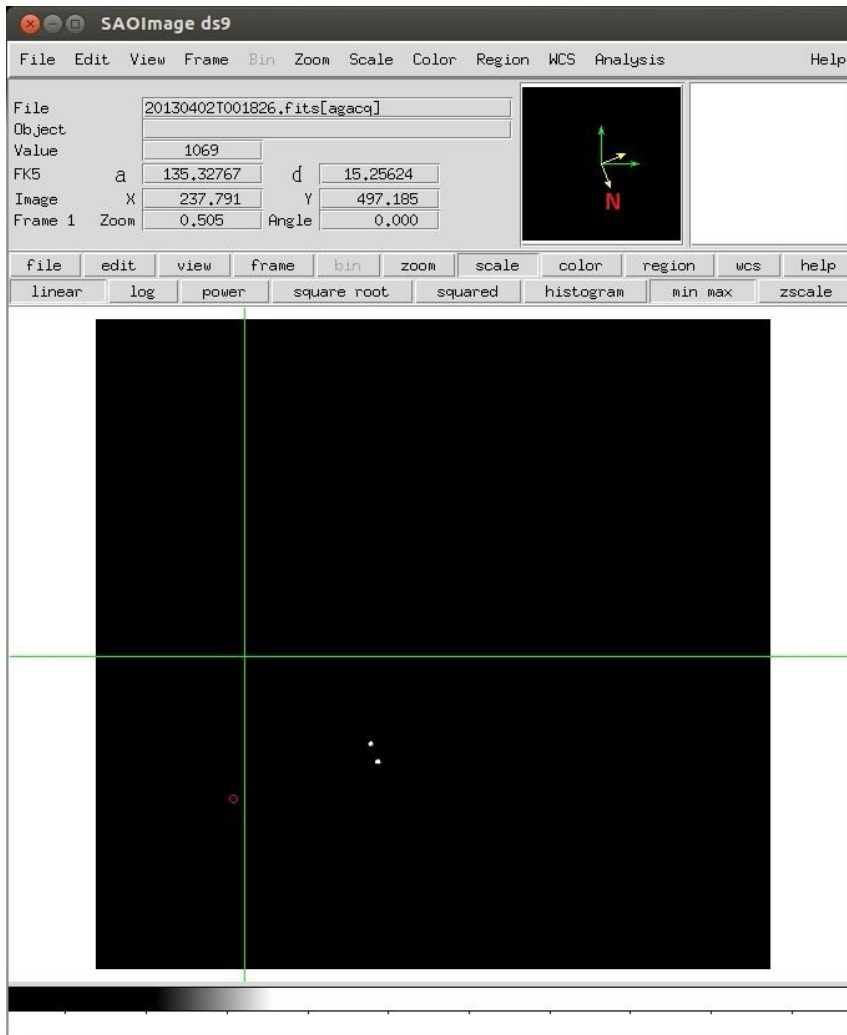 SAOImage ds9
File Edit View Frame Bin Zoom Scale Color Region WCS Analysis Help
File 20130402T001826.fits[agacq]
Object
Value 1069
FK5 a 135.32767 d 15.25624
Image X 237.791 Y 497.185
Frame 1 Zoom 0.505 Angle 0.000
N
file edit view frame bin zoom scale color region wcs help
linear log power square root squared histogram min max zscale